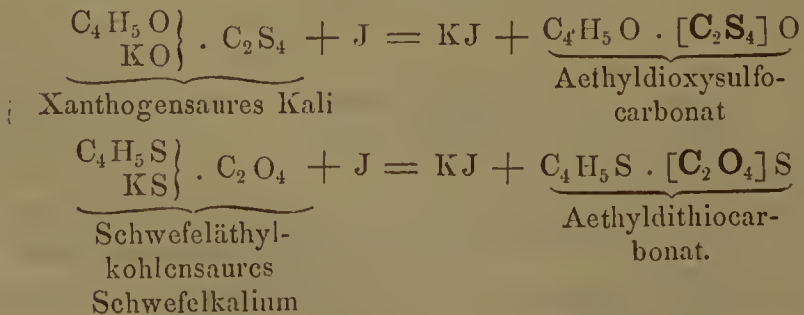 C₄H₅O
KO} . C₂S₄ + J = KJ + C₄H₅O . [C₂S₄] O
Xanthogensaures Kali
Aethyldioxysulfo-
carbonat
C₄H₅S
KS} . C₂O₄ + J = KJ + C₄H₅S . [C₂O₄] S
Schwefeläthyl-
kohlensaures
Schwefelkalium
Aethyldithiocar-
bonat.